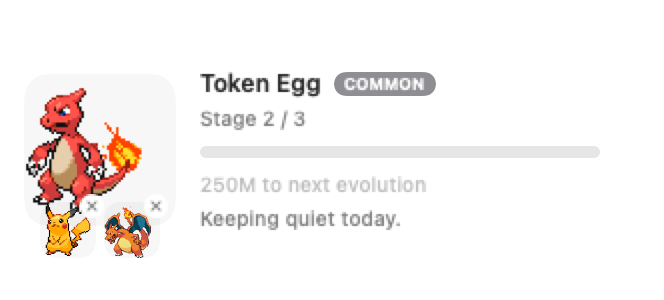 Token Egg COMMON
Stage 2 / 3
250M to next evolution
Keeping quiet today.